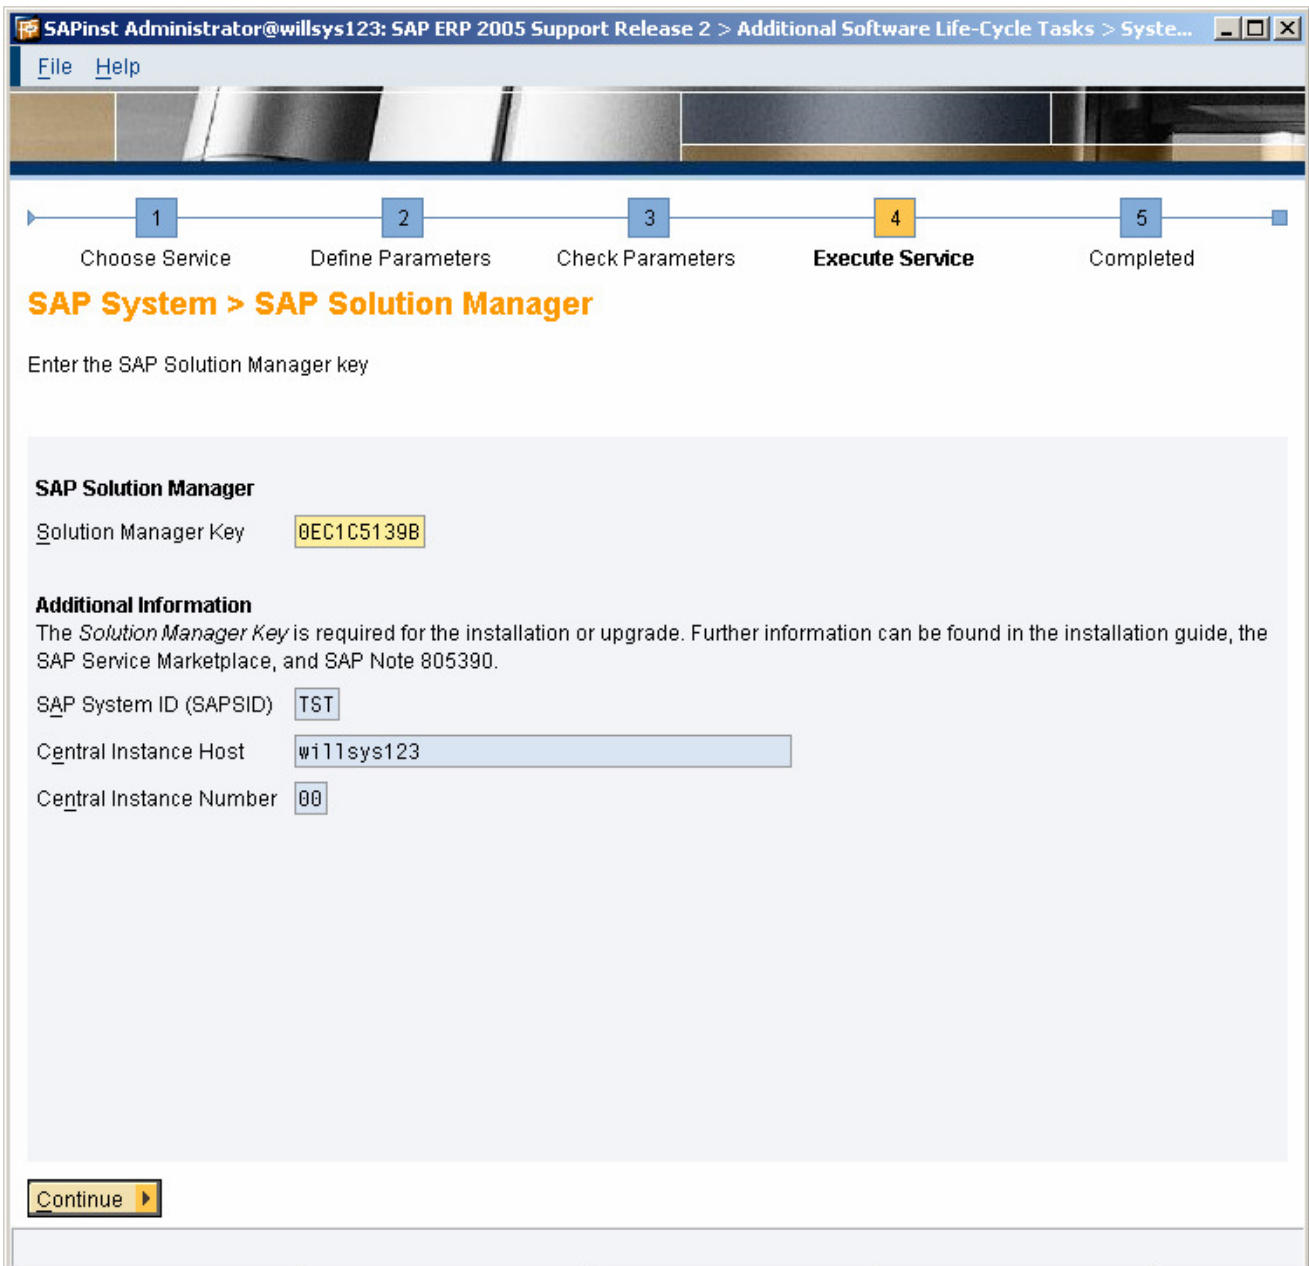 SAPinst Administrator@willsys123: SAP ERP 2005 Support Release 2 > Additional Software Life-Cycle Tasks > Syste...
File Help
1 2 3 4 5
Choose Service Define Parameters Check Parameters Execute Service Completed
SAP System > SAP Solution Manager
Enter the SAP Solution Manager key
SAP Solution Manager
Solution Manager Key 0EC1C5139B
Additional Information
The Solution Manager Key is required for the installation or upgrade. Further information can be found in the installation guide, the
SAP Service Marketplace, and SAP Note 805390.
SAP System ID (SAPSID) TST
Central Instance Host willsys123
Central Instance Number 00
Continue